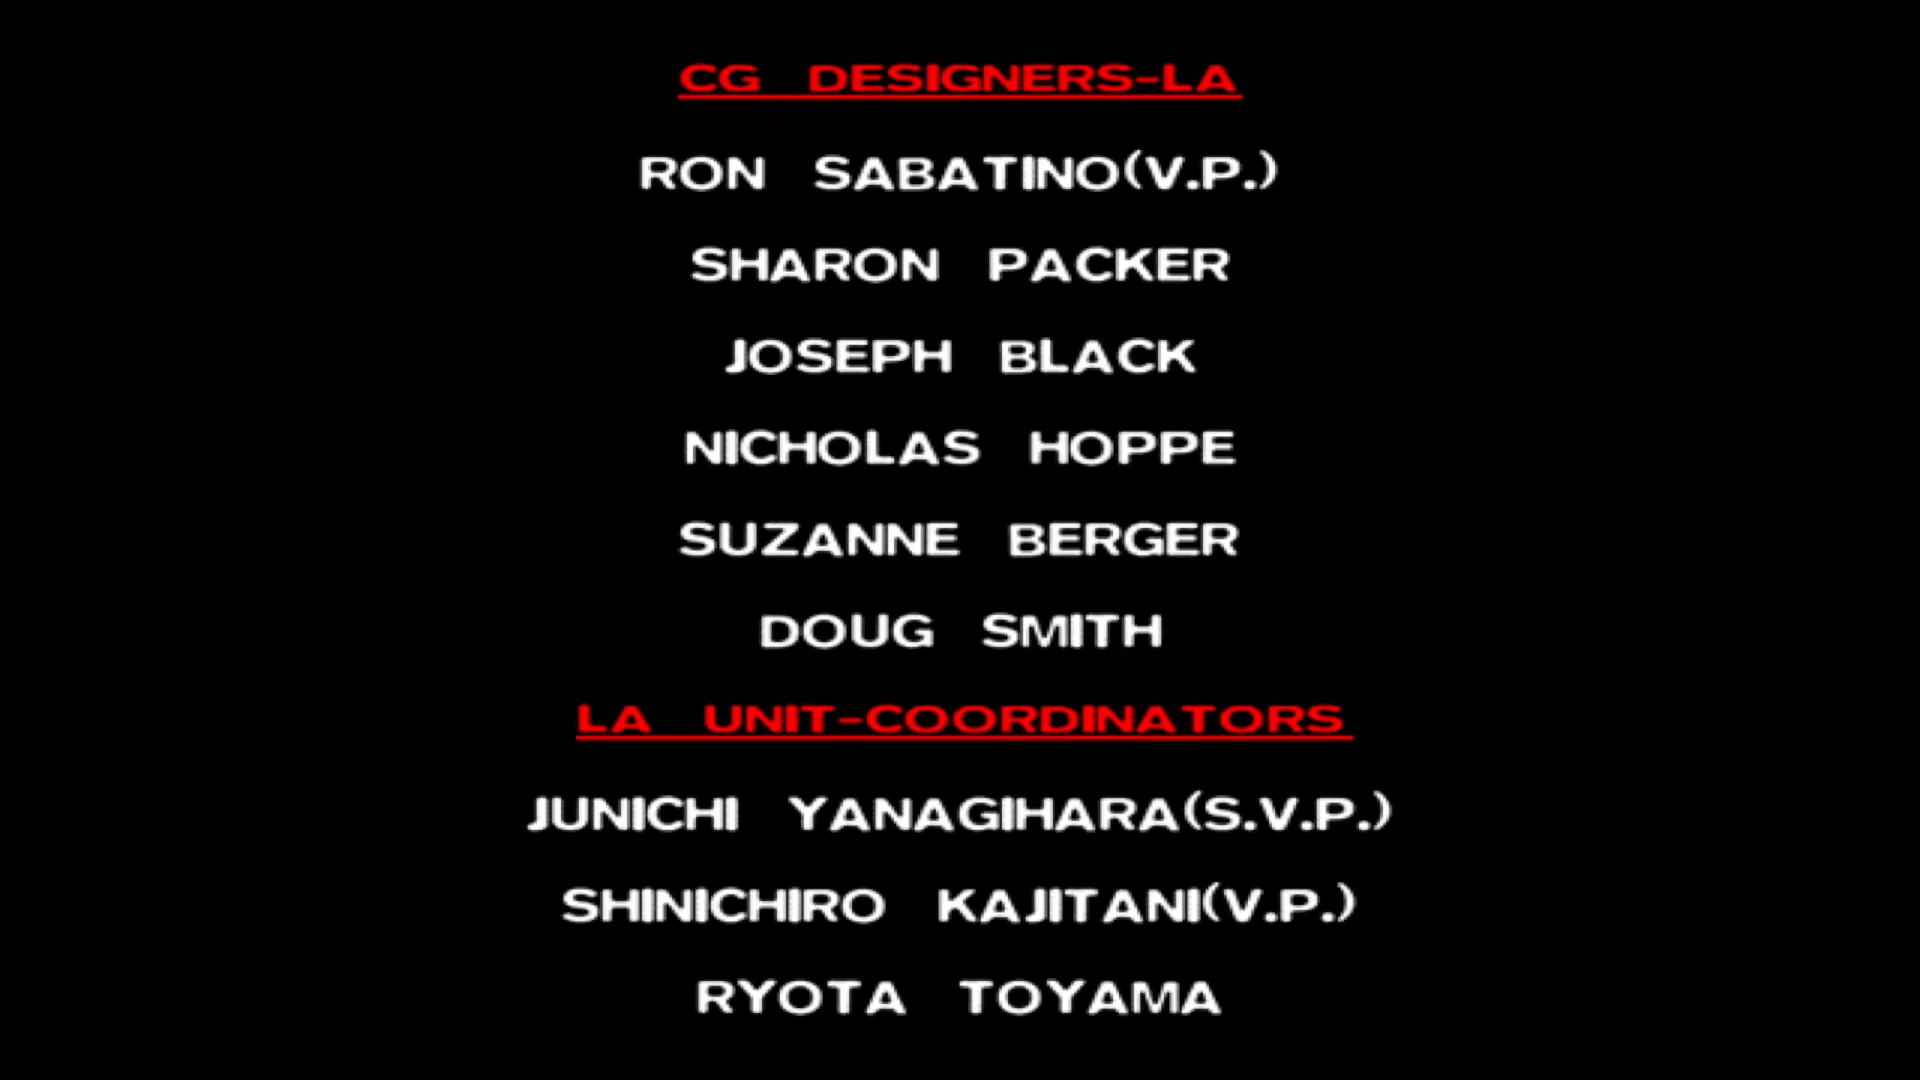 CG DESIGNERS-LA
RON SABATINO(V.P.)
SHARON PACKER
JOSEPH BLACK
NICHOLAS HOPPE
SUZANNE BERGER
DOUG SMITH
LA UNIT-COORDINATORS
JUNICHI YANAGIHARA(S.V.P.)
SHINICHIRO KAJITANI(V.P.)
RYOTA TOYAMA